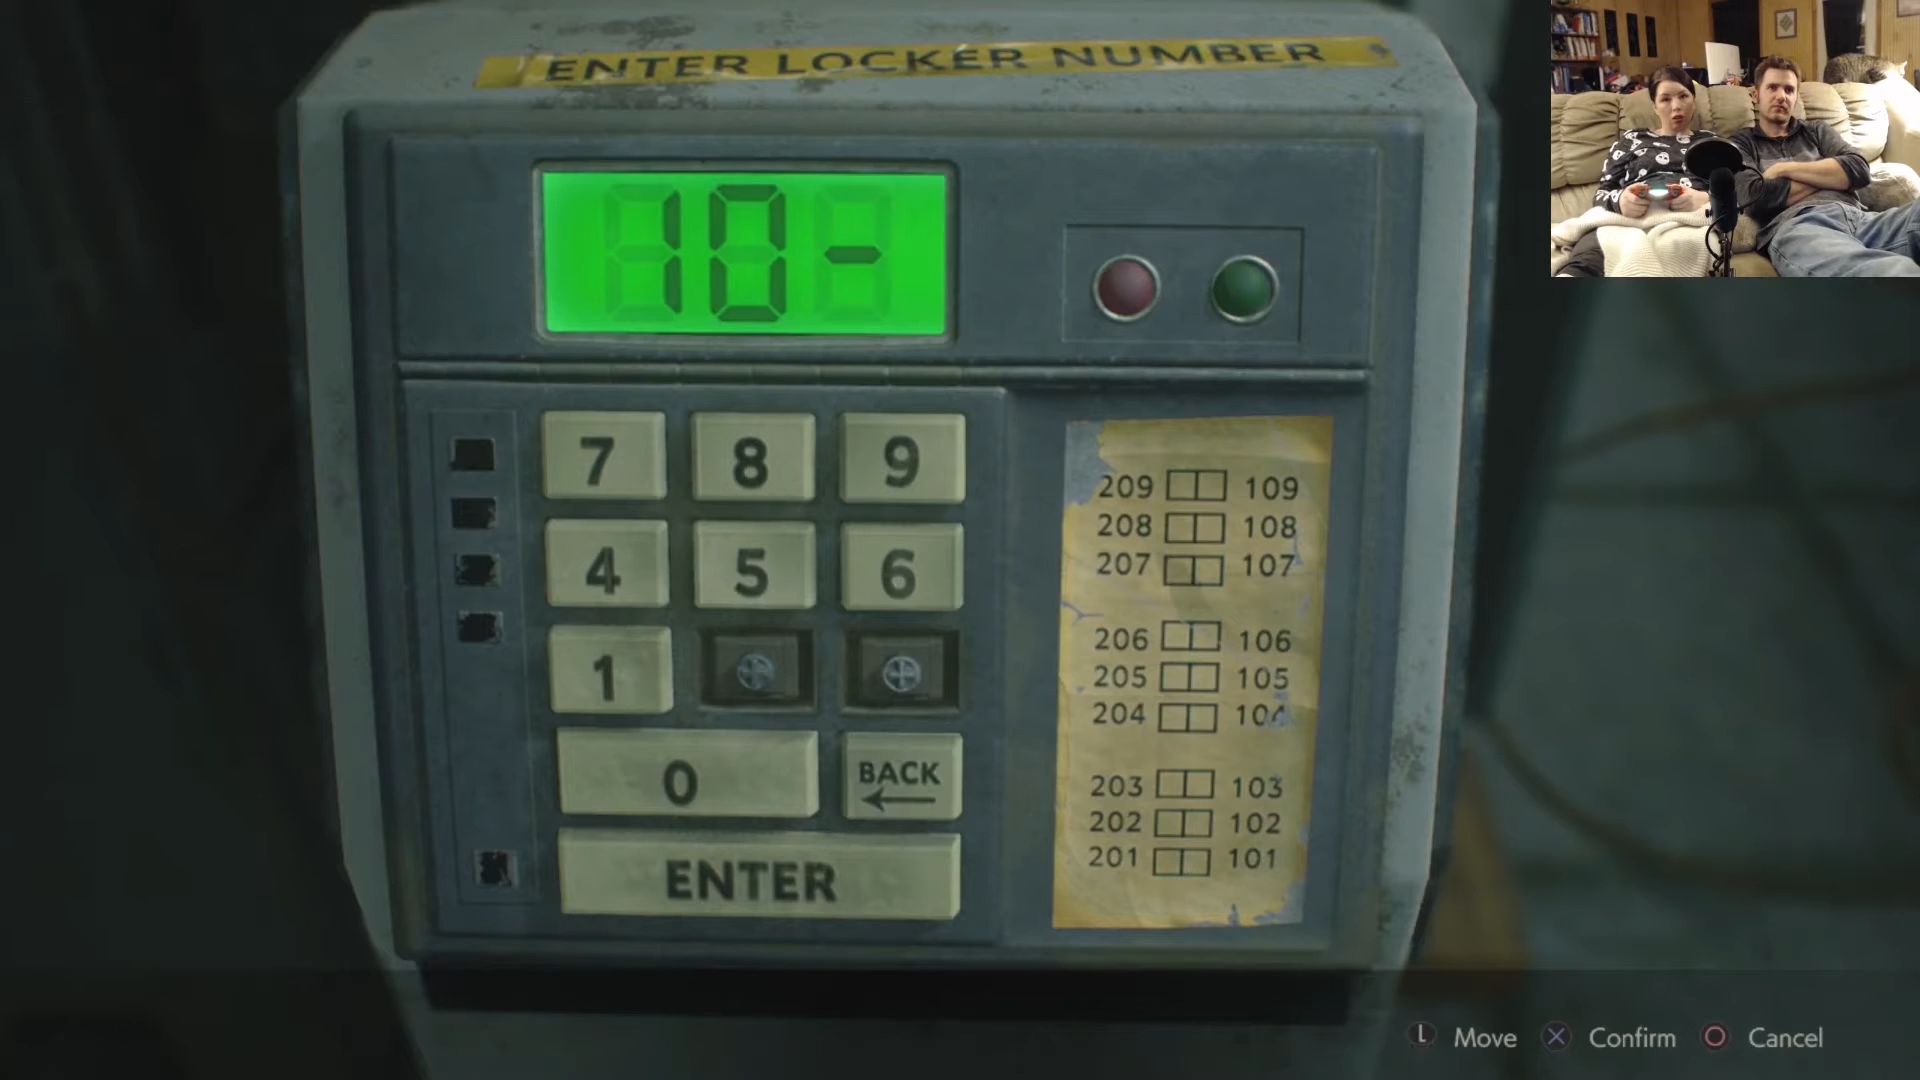 ENTER LOCKER NUMBER
10-
7 8 9
4 5 6
1
0 BACK
ENTER
209 109
208 108
207 107
206 106
205 105
204 104
203 103
202 102
201 101
L Move Confirm Cancel